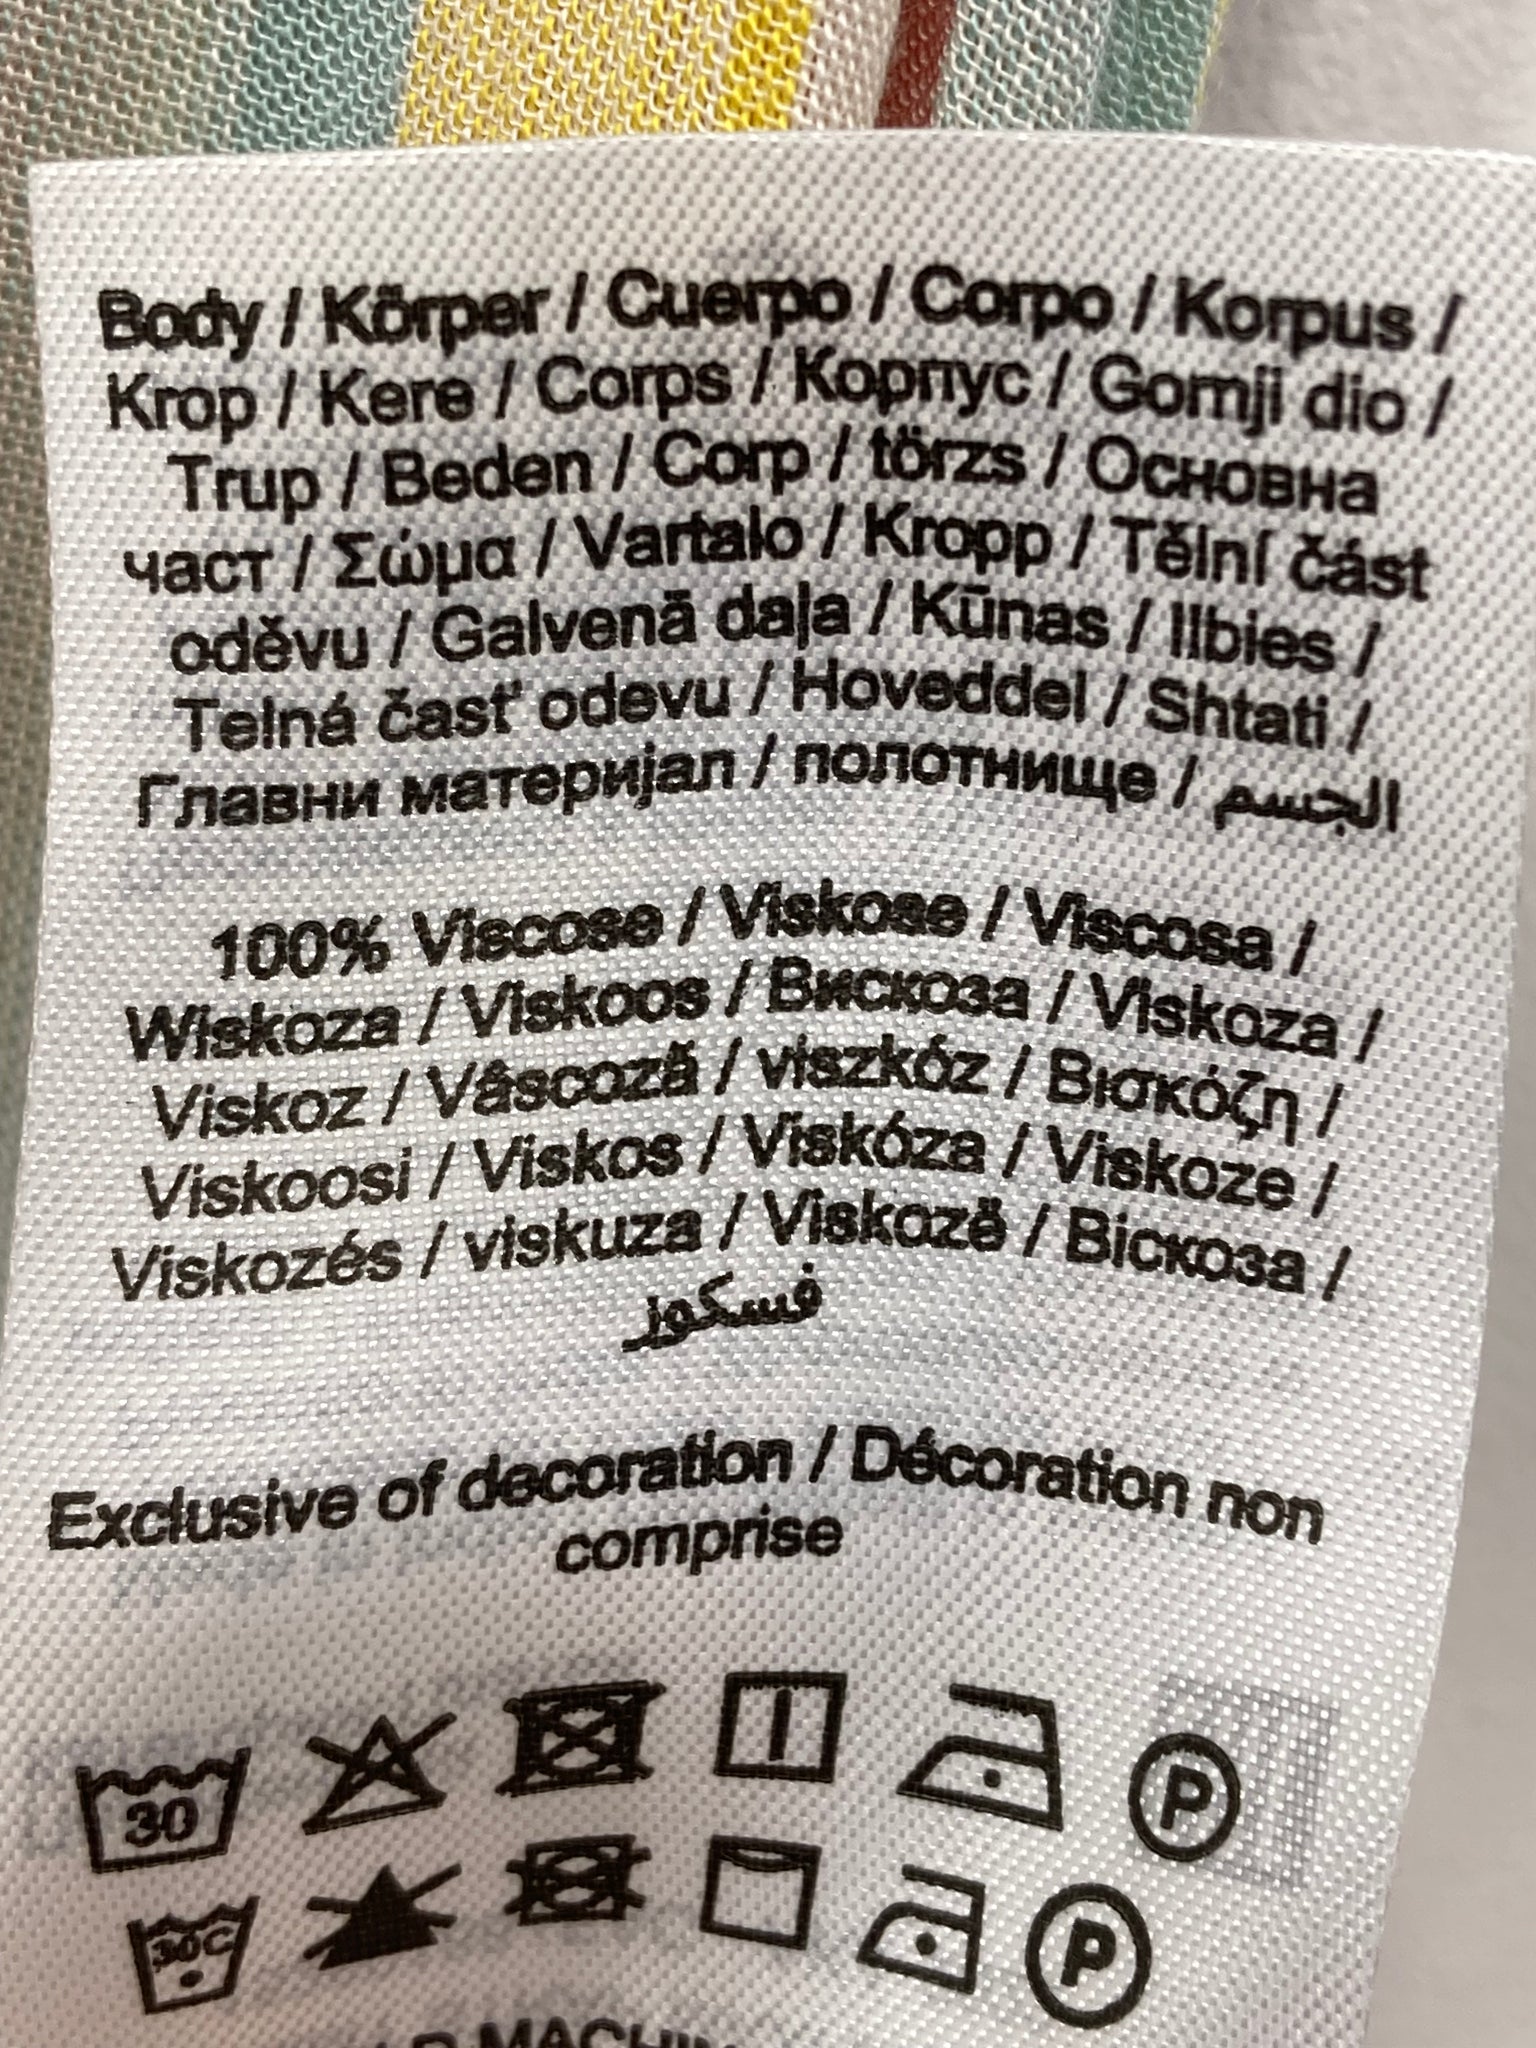 Body / Körper / Cuerpo / Corpo / Korpus /
Krop / Kere / Corps / Корпус / Gornji dio /
Trup / Beden / Corp / törzs / Основна
част / Σώμα / Vartalo / Kropp / Tělní část
oděvu / Galvenā daļa / Kūnas / Ilbies /
Telná časť odevu / Hoveddel / Shtati /
Главни материјал / полотнище / الجسم
100% Viscose / Viskose / Viscosa /
Wiskoza / Viskoos / Вискоза / Viskoza /
Viskoz / Vâscoză / viszkóz / Βισκόζη /
Viskoosi / Viskos / Viskóza / Viskoze /
Viskozés / viskuza / Viskozë / Віскоза /
فسكوز
Exclusive of decoration / Décoration non
comprise
30 P
30C P